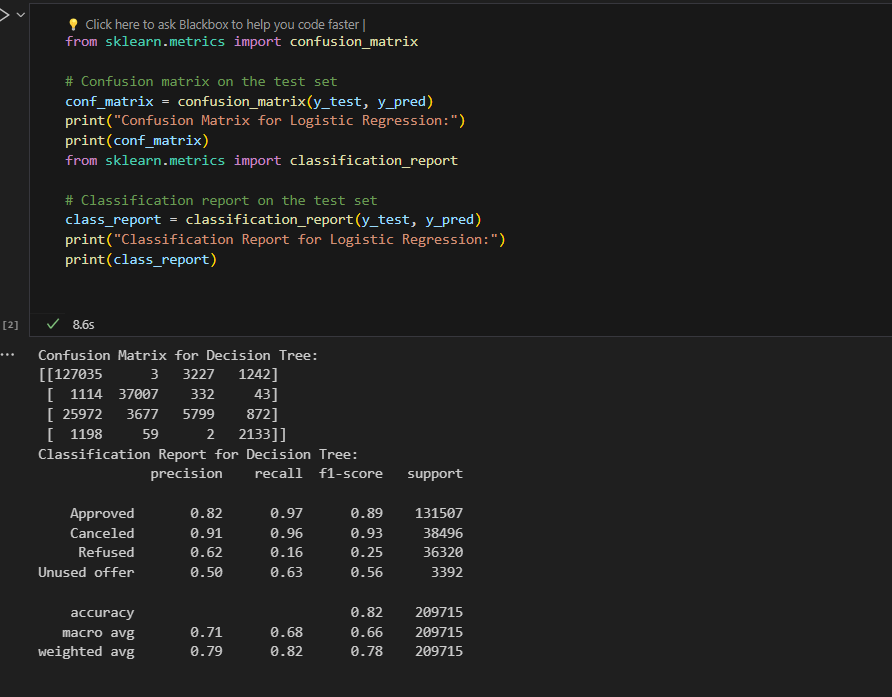 Click here to ask Blackbox to help you code faster |
from sklearn.metrics import confusion_matrix
# Confusion matrix on the test set
conf_matrix = confusion_matrix(y_test, y_pred)
print("Confusion Matrix for Logistic Regression:")
print(conf_matrix)
from sklearn.metrics import classification_report
# Classification report on the test set
class_report = classification_report(y_test, y_pred)
print("Classification Report for Logistic Regression:")
print(class_report)
[2] 8.6s
... Confusion Matrix for Decision Tree:
[[127035      3   3227   1242]
 [  1114  37007    332     43]
 [ 25972   3677   5799    872]
 [  1198     59      2   2133]]
Classification Report for Decision Tree:
              precision    recall  f1-score   support
    Approved       0.82      0.97      0.89    131507
    Canceled       0.91      0.96      0.93     38496
     Refused       0.62      0.16      0.25     36320
Unused offer       0.50      0.63      0.56      3392
    accuracy                           0.82    209715
   macro avg       0.71      0.68      0.66    209715
weighted avg       0.79      0.82      0.78    209715